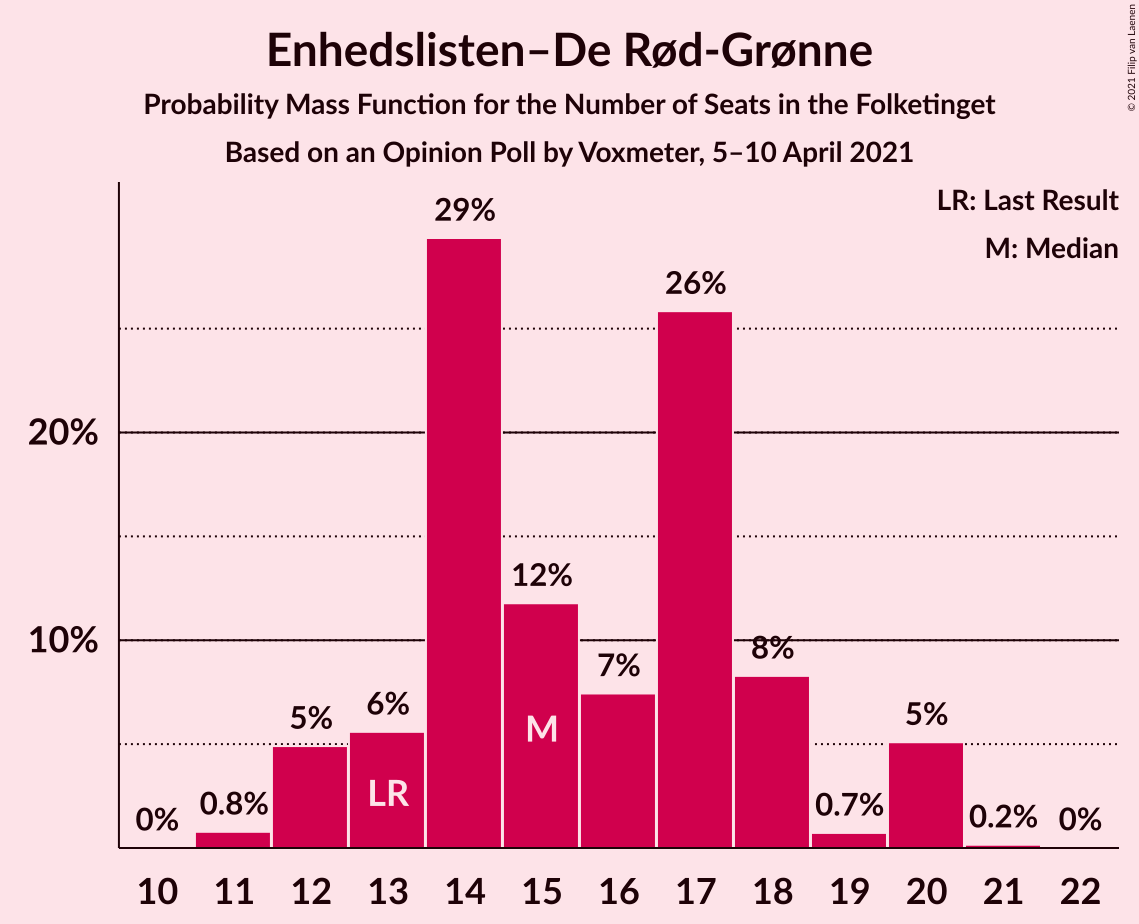 Enhedslisten–De Rød-Grønne
Probability Mass Function for the Number of Seats in the Folketinget
Based on an Opinion Poll by Voxmeter, 5–10 April 2021
© 2021 Filip van Laenen
LR: Last Result
M: Median
29%
26%
20%
12%
10%
8%
7%
6%
5%
5%
M
LR
0%
0.8%
0.7%
0.2%
0%
10 11 12 13 14 15 16 17 18 19 20 21 22